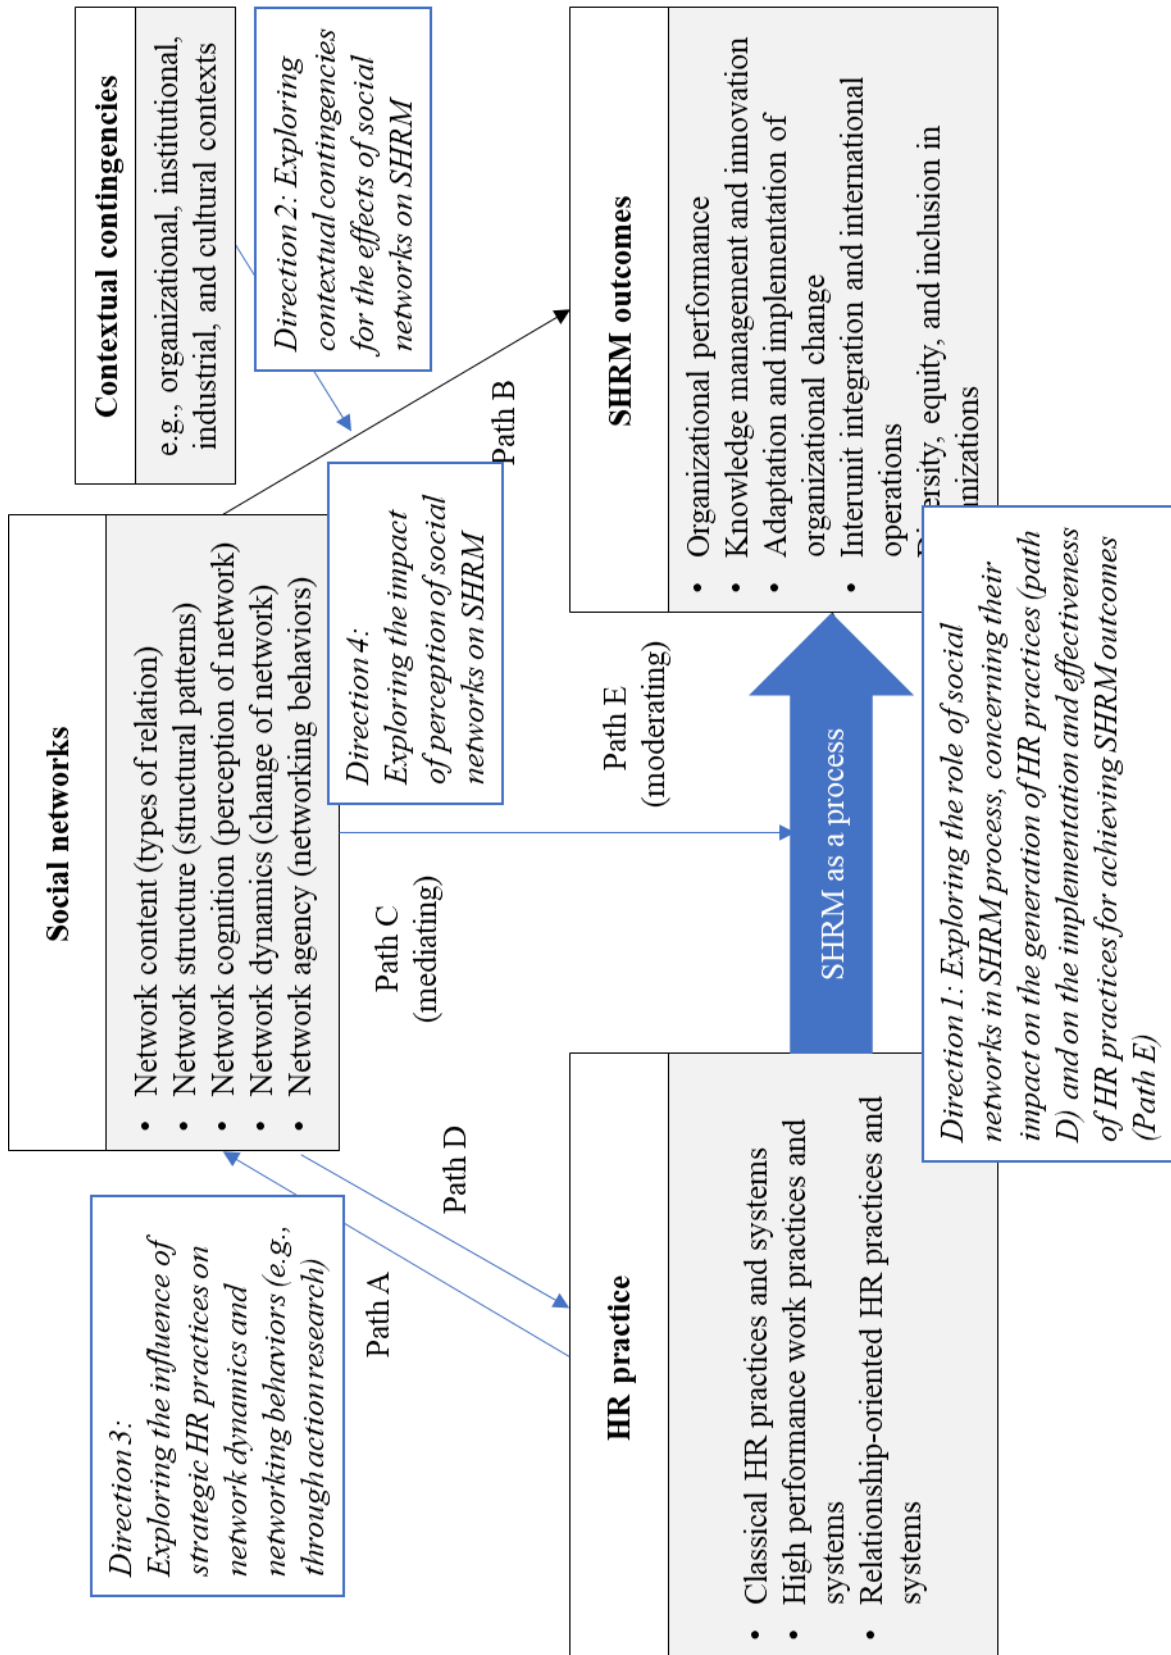 Social networks
• Network content (types of relation)
• Network structure (structural patterns)
• Network cognition (perception of network)
• Network dynamics (change of network)
• Network agency (networking behaviors)
Contextual contingencies
e.g., organizational, institutional,
industrial, and cultural contexts
Direction 3:
Exploring the influence of
strategic HR practices on
network dynamics and
networking behaviors (e.g.,
through action research)
Direction 4:
Exploring the impact
of perception of social
networks on SHRM
Direction 2: Exploring
contextual contingencies
for the effects of social
networks on SHRM
Path A
Path D
Path C
(mediating)
Path E
(moderating)
Path B
HR practice
• Classical HR practices and systems
• High performance work practices and
systems
• Relationship-oriented HR practices and
systems
SHRM as a process
SHRM outcomes
• Organizational performance
• Knowledge management and innovation
• Adaptation and implementation of
organizational change
• Interunit integration and international
operations
equity, and inclusion in
Direction 1: Exploring the role of social
networks in SHRM process, concerning their
impact on the generation of HR practices (path
D) and on the implementation and effectiveness
of HR practices for achieving SHRM outcomes
(Path E)